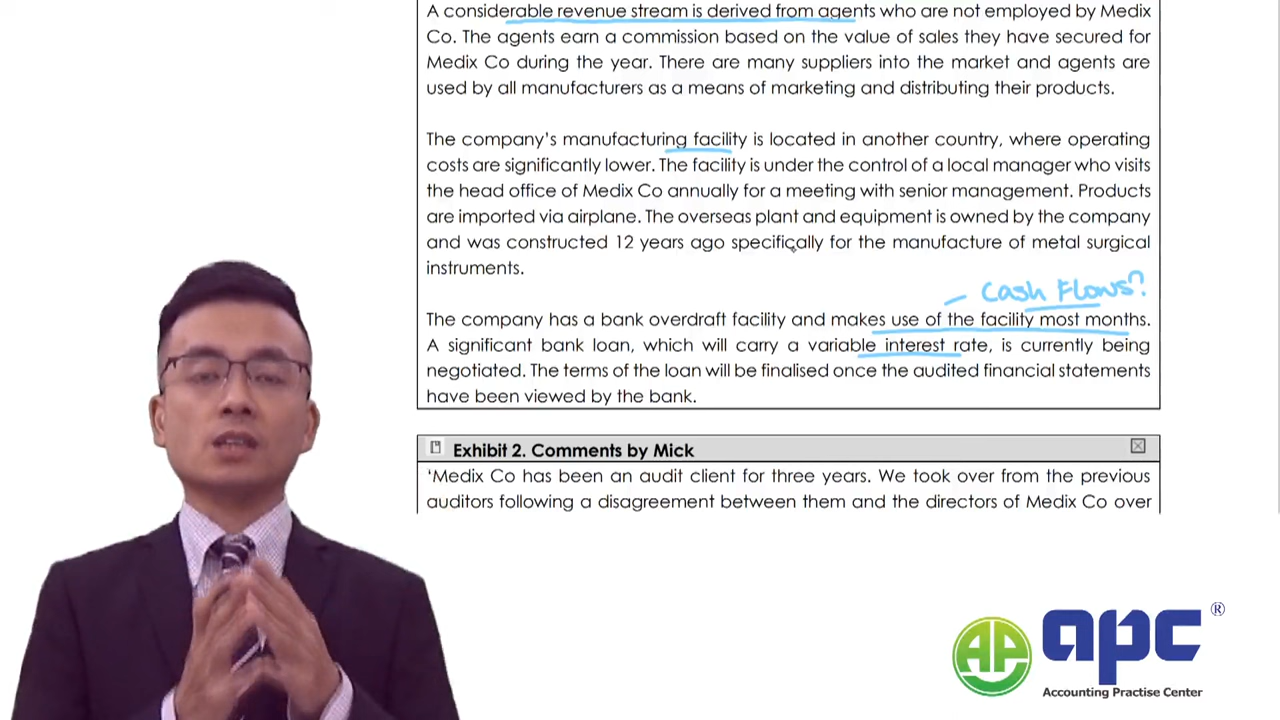 A considerable revenue stream is derived from agents who are not employed by Medix
Co. The agents earn a commission based on the value of sales they have secured for
Medix Co during the year. There are many suppliers into the market and agents are
used by all manufacturers as a means of marketing and distributing their products.
The company's manufacturing facility is located in another country, where operating
costs are significantly lower. The facility is under the control of a local manager who visits
the head office of Medix Co annually for a meeting with senior management. Products
are imported via airplane. The overseas plant and equipment is owned by the company
and was constructed 12 years ago specifically for the manufacture of metal surgical
instruments.
– Cash Flows?
The company has a bank overdraft facility and makes use of the facility most months.
A significant bank loan, which will carry a variable interest rate, is currently being
negotiated. The terms of the loan will be finalised once the audited financial statements
have been viewed by the bank.
Exhibit 2. Comments by Mick
'Medix Co has been an audit client for three years. We took over from the previous
auditors following a disagreement between them and the directors of Medix Co over
AP
apc®
Accounting Practise Center